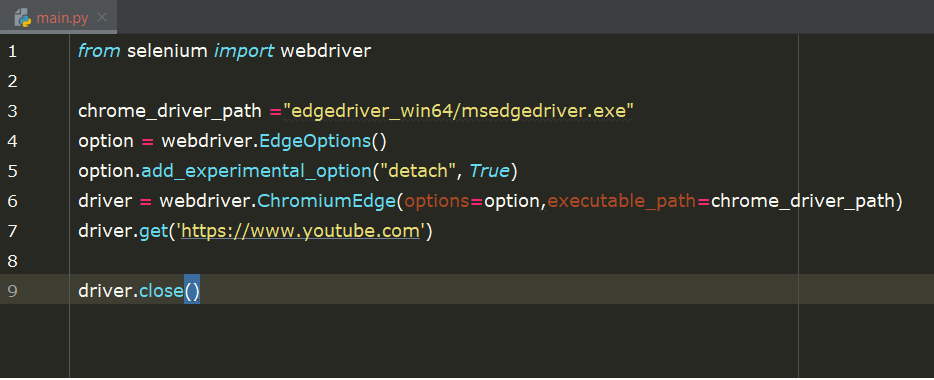 main.py
1 from selenium import webdriver
2
3 chrome_driver_path ="edgedriver_win64/msedgedriver.exe"
4 option = webdriver.EdgeOptions()
5 option.add_experimental_option("detach", True)
6 driver = webdriver.ChromiumEdge(options=option,executable_path=chrome_driver_path)
7 driver.get('https://www.youtube.com')
8
9 driver.close()